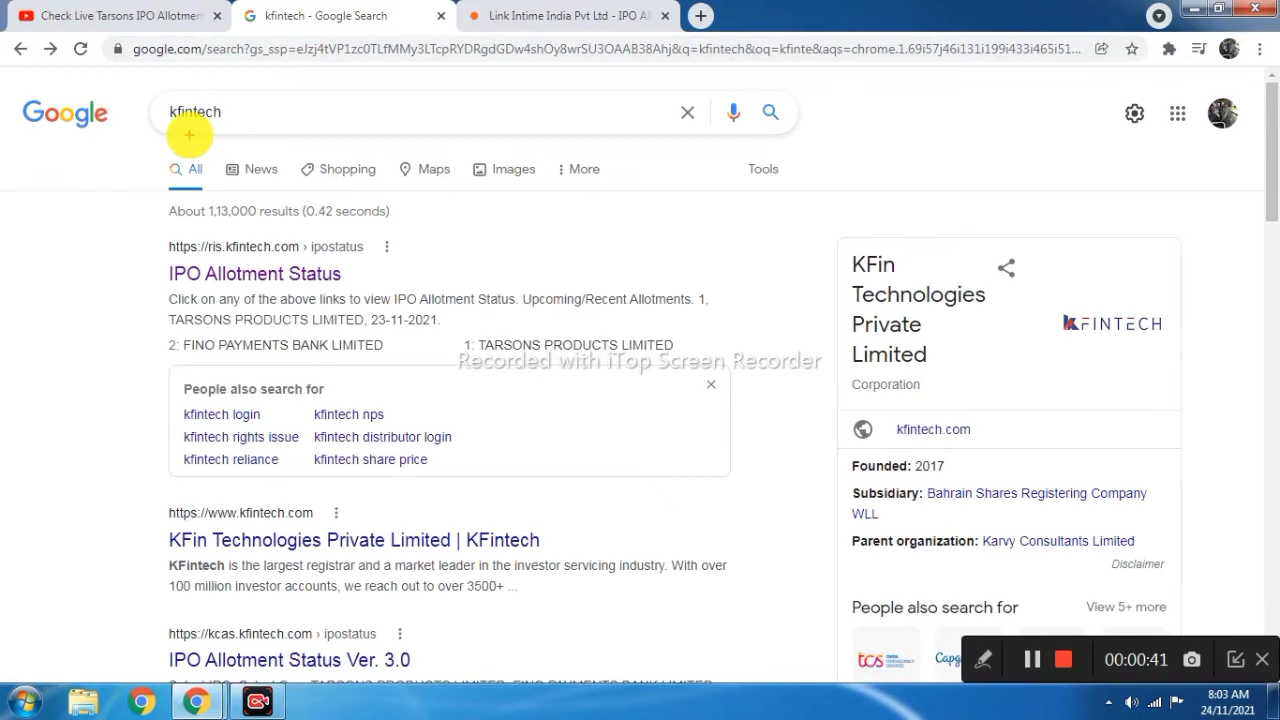 Check Live Tarsons IPO Allotmen
kfintech - Google Search
Link Intime India Pvt Ltd - IPO Al
google.com/search?gs_ssp=eJzj4tVP1zc0TLfMMy3LTcpRYDRgdGDw4shOy8wrSU3OAAB38Ahj&q=kfintech&oq=kfinte&aqs=chrome.1.69i57j46i131i199i433i465i51...
Google
kfintech
All
News
Shopping
Maps
Images
More
Tools
About 1,13,000 results (0.42 seconds)
https://ris.kfintech.com › ipostatus
IPO Allotment Status
Click on any of the above links to view IPO Allotment Status. Upcoming/Recent Allotments. 1,
TARSONS PRODUCTS LIMITED, 23-11-2021.
2: FINO PAYMENTS BANK LIMITED
1: TARSONS PRODUCTS LIMITED
Recorded with iTop Screen Recorder
People also search for
kfintech login
kfintech nps
kfintech rights issue
kfintech distributor login
kfintech reliance
kfintech share price
https://www.kfintech.com
KFin Technologies Private Limited | KFintech
KFintech is the largest registrar and a market leader in the investor servicing industry. With over
100 million investor accounts, we reach out to over 3500+ ...
https://kcas.kfintech.com › ipostatus
IPO Allotment Status Ver. 3.0
KFin
Technologies
Private
Limited
KFINTECH
Corporation
kfintech.com
Founded: 2017
Subsidiary: Bahrain Shares Registering Company
WLL
Parent organization: Karvy Consultants Limited
Disclaimer
People also search for
View 5+ more
tcs
Capg
00:00:41
8:03 AM
24/11/2021